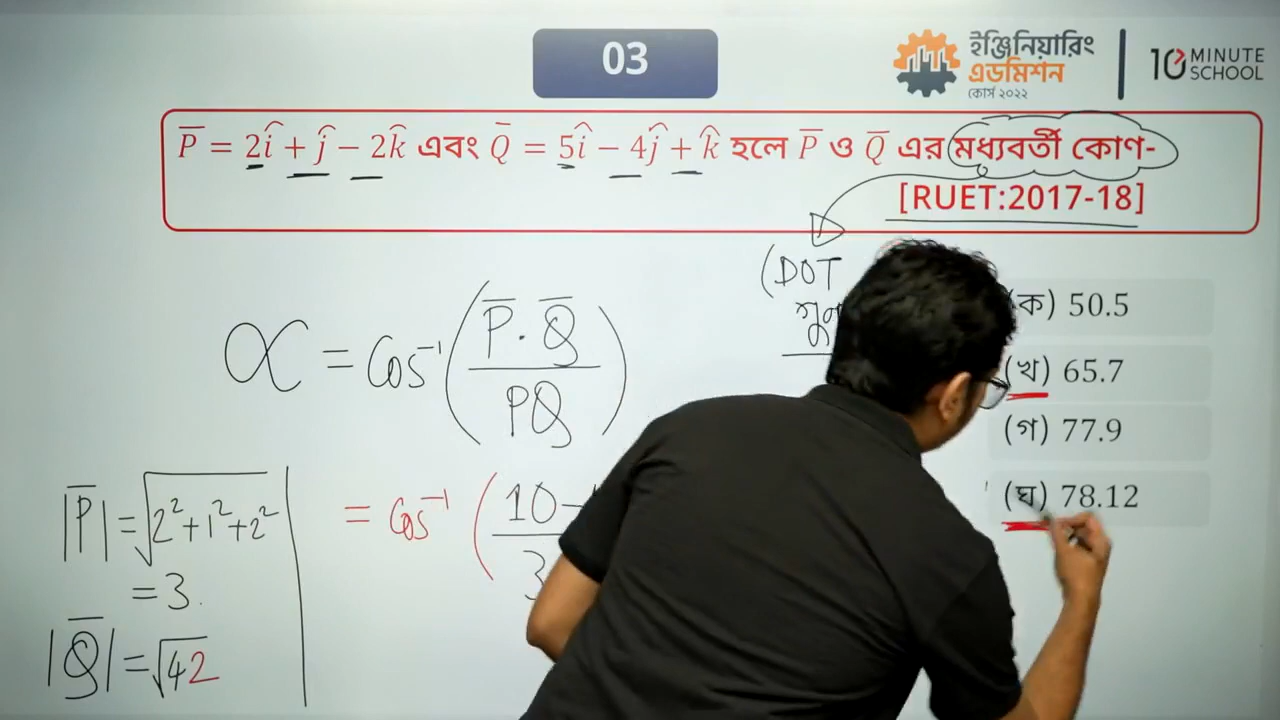 03
ইঞ্জিনিয়ারিং
এডমিশন
কোর্স ২০২২
10 MINUTE
SCHOOL
P̅ = 2î + ĵ − 2k̂ এবং Q̅ = 5î − 4ĵ + k̂ হলে P̅ ও Q̅ এর মধ্যবর্তী কোণ-
[RUET:2017-18]
(DOT
(ক) 50.5
(খ) 65.7
(গ) 77.9
(ঘ) 78.12
α = Cos⁻¹ (P̅ . Q̅ / PQ)
= Cos⁻¹ (10- / 3
|P̅| = √2²+1²+2²
= 3.
|Q̅| = √42